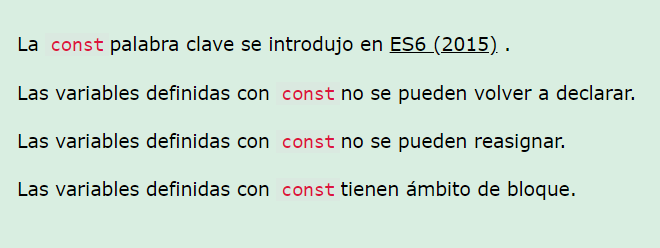 La const palabra clave se introdujo en ES6 (2015) .
Las variables definidas con const no se pueden volver a declarar.
Las variables definidas con const no se pueden reasignar.
Las variables definidas con const tienen ámbito de bloque.